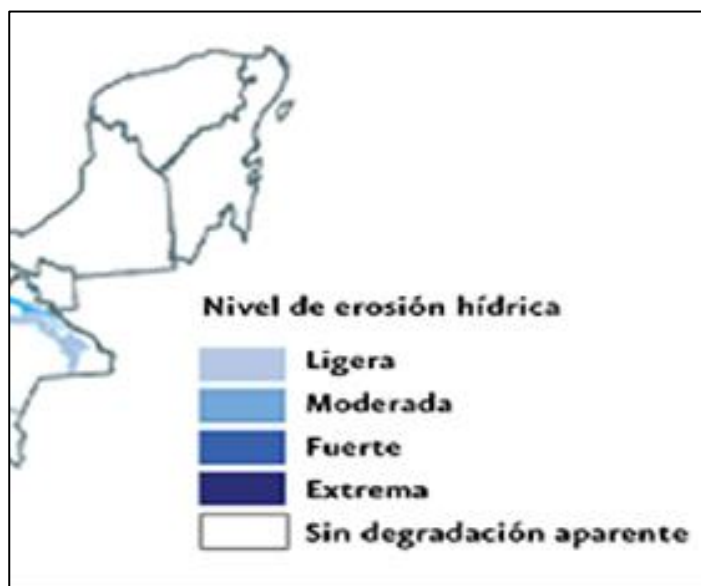 Nivel de erosión hídrica
Ligera
Moderada
Fuerte
Extrema
Sin degradación aparente